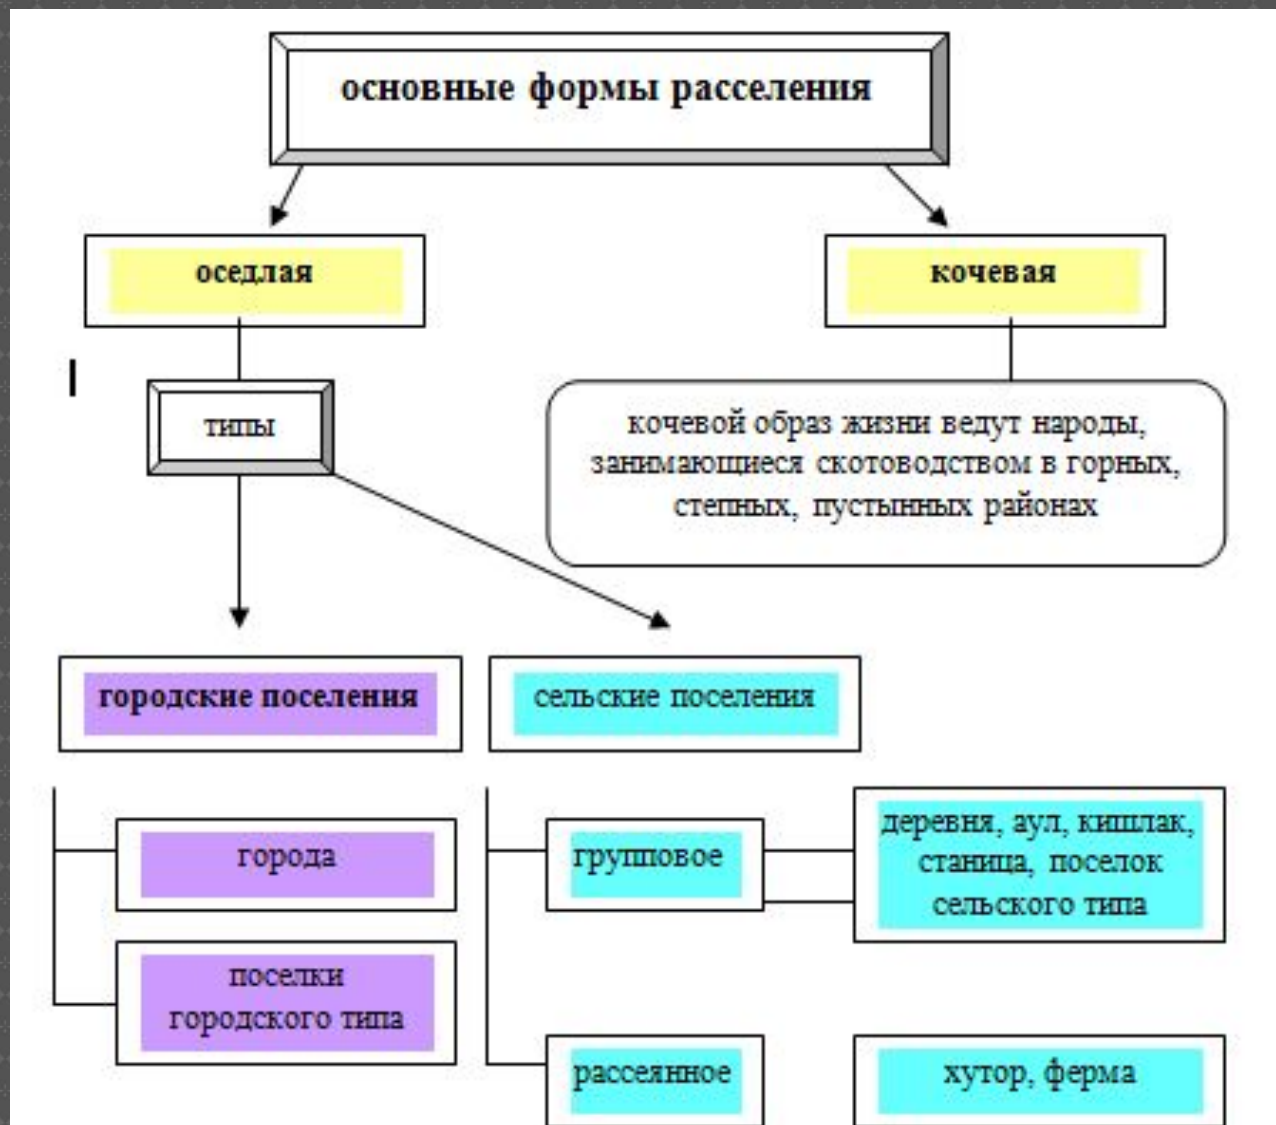 основные формы расселения
оседлая
кочевая
типы
кочевой образ жизни ведут народы,
занимающиеся скотоводством в горных,
степных, пустынных районах
городские поселения
сельские поселения
города
групповое
деревня, аул, кишлак,
станица, поселок
сельского типа
поселки
городского типа
рассеянное
хутор, ферма